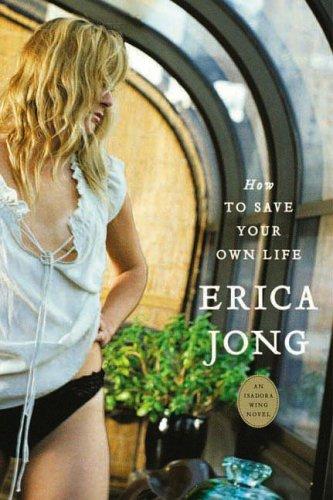 How
TO SAVE
YOUR
OWN LIFE
ERICA
JONG
AN
ISADORA
WING
NOVEL